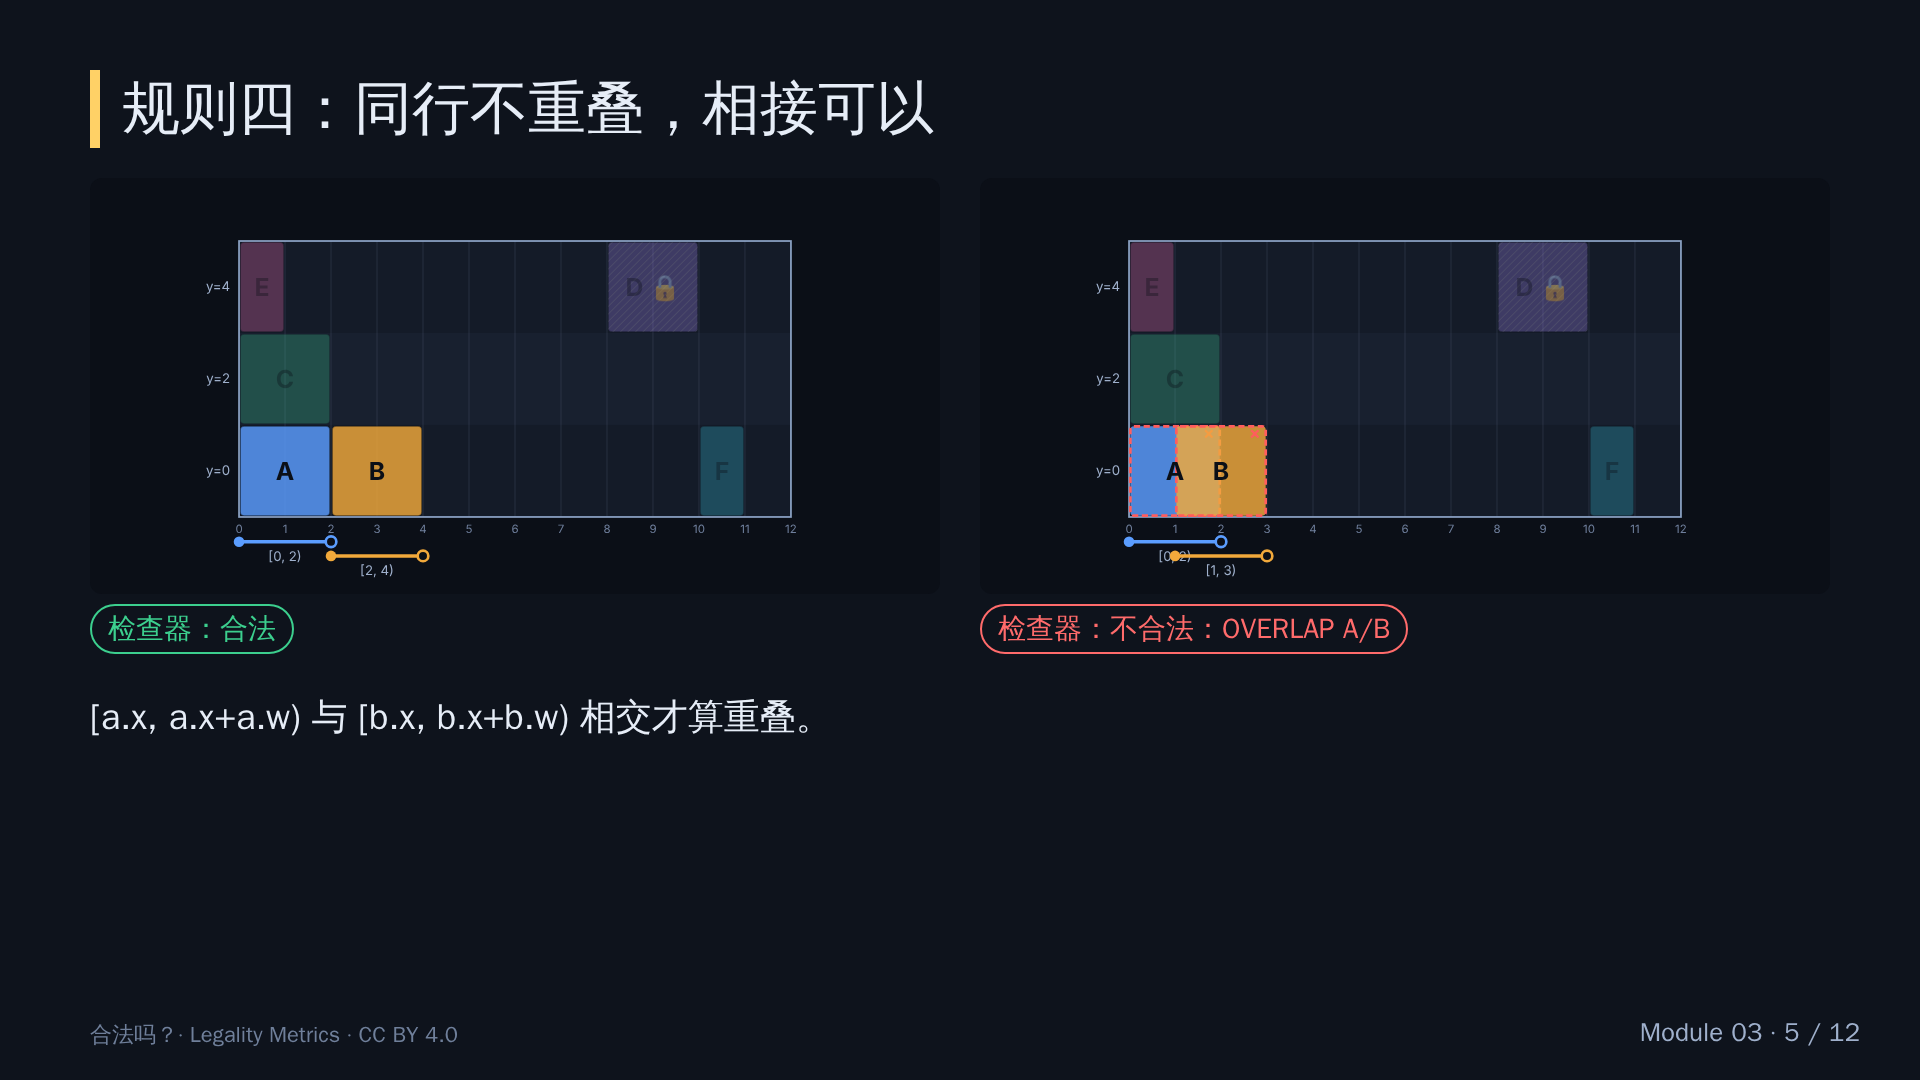 规则四：同行不重叠，相接可以
y=4
E
D 🔒
y=2
C
y=0
A
B
F
0 1 2 3 4 5 6 7 8 9 10 11 12
[0, 2)
[2, 4)
y=4
E
D 🔒
y=2
C
y=0
A
B
F
0 1 2 3 4 5 6 7 8 9 10 11 12
[0, 2)
[1, 3)
检查器：合法
检查器：不合法：OVERLAP A/B
[a.x, a.x+a.w) 与 [b.x, b.x+b.w) 相交才算重叠。
合法吗？· Legality Metrics · CC BY 4.0
Module 03 · 5 / 12